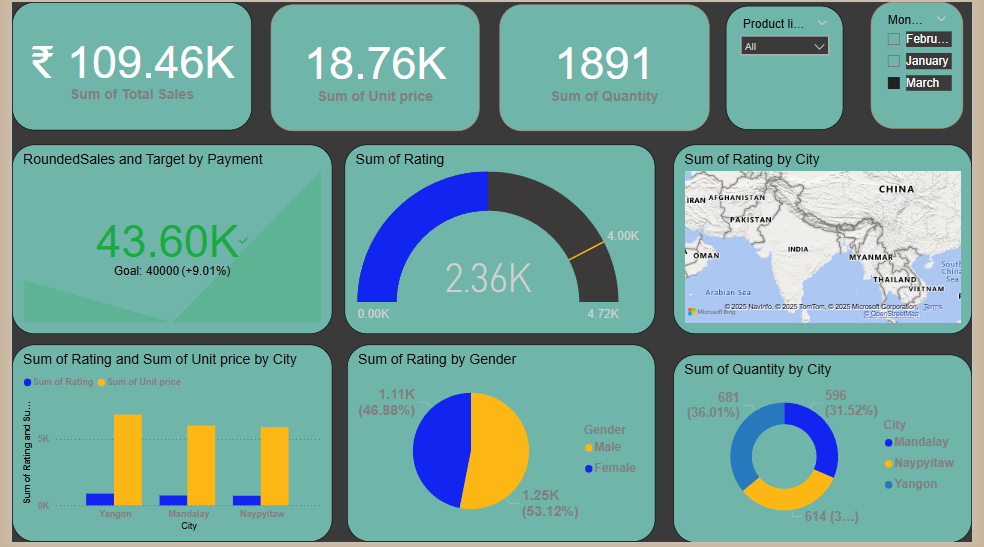 ₹ 109.46K
Sum of Total Sales
18.76K
Sum of Unit price
1891
Sum of Quantity
Product li...
All
Mon...
Febru...
January
March
RoundedSales and Target by Payment
43.60K
Goal: 40000 (+9.01%)
Sum of Rating
4.00K
2.36K
0.00K
4.72K
Sum of Rating by City
CHINA
IRAN
AFGHANISTAN
PAKISTAN
OMAN
INDIA
MYANMAR
THAILAND
VIETNAM
Arabian Sea
South
China
Sea
© 2025 NavInfo, © 2025 TomTom, © 2025 Microsoft Corporation, Terms
© OpenStreetMap
Microsoft Bing
Sum of Rating and Sum of Unit price by City
Sum of Rating
Sum of Unit price
Sum of Rating and Su...
5K
0K
Yangon
Mandalay
Naypyitaw
City
Sum of Rating by Gender
1.11K
(46.88%)
1.25K
(53.12%)
Gender
Male
Female
Sum of Quantity by City
681
(36.01%)
596
(31.52%)
614 (3...)
City
Mandalay
Naypyitaw
Yangon